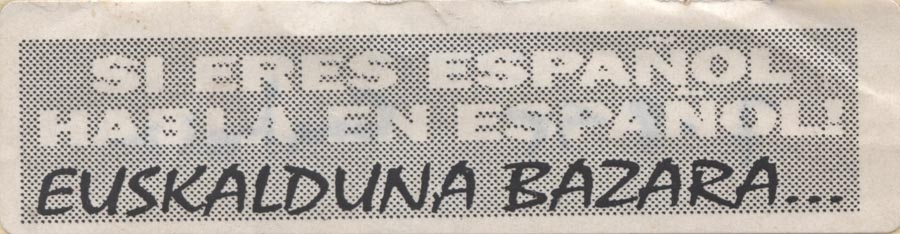 SI ERES ESPAÑOL
HABLA EN ESPAÑOL!
EUSKALDUNA BAZARA...